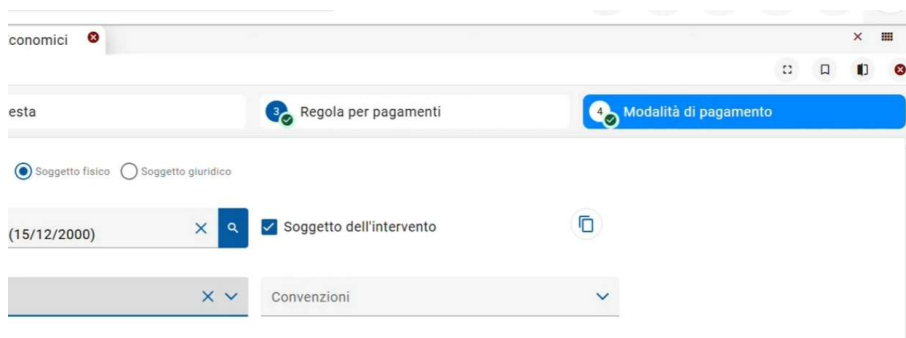 conomici
esta
3 Regola per pagamenti
4 Modalità di pagamento
Soggetto fisico Soggetto giuridico
(15/12/2000)
Soggetto dell'intervento
Convenzioni